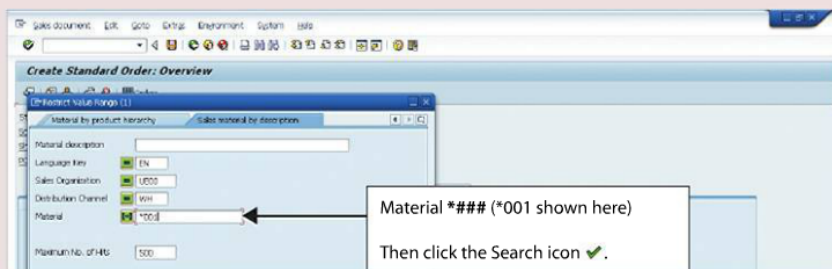 Sales document Edit Goto Extras Environment System Help
Create Standard Order: Overview
Restrict Value Range (1)
Material by product hierarchy Sales material by description
Material description
Language Key EN
Sales Organization UE00
Distribution Channel WH
Material *001
Material *### (*001 shown here)
Then click the Search icon ✔.
Maximum No. of Hits 500